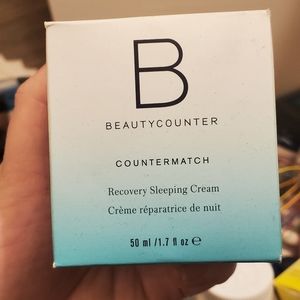 B
BEAUTYCOUNTER
COUNTERMATCH
Recovery Sleeping Cream
Crème réparatrice de nuit
50 ml /1.7 fl oz ℮